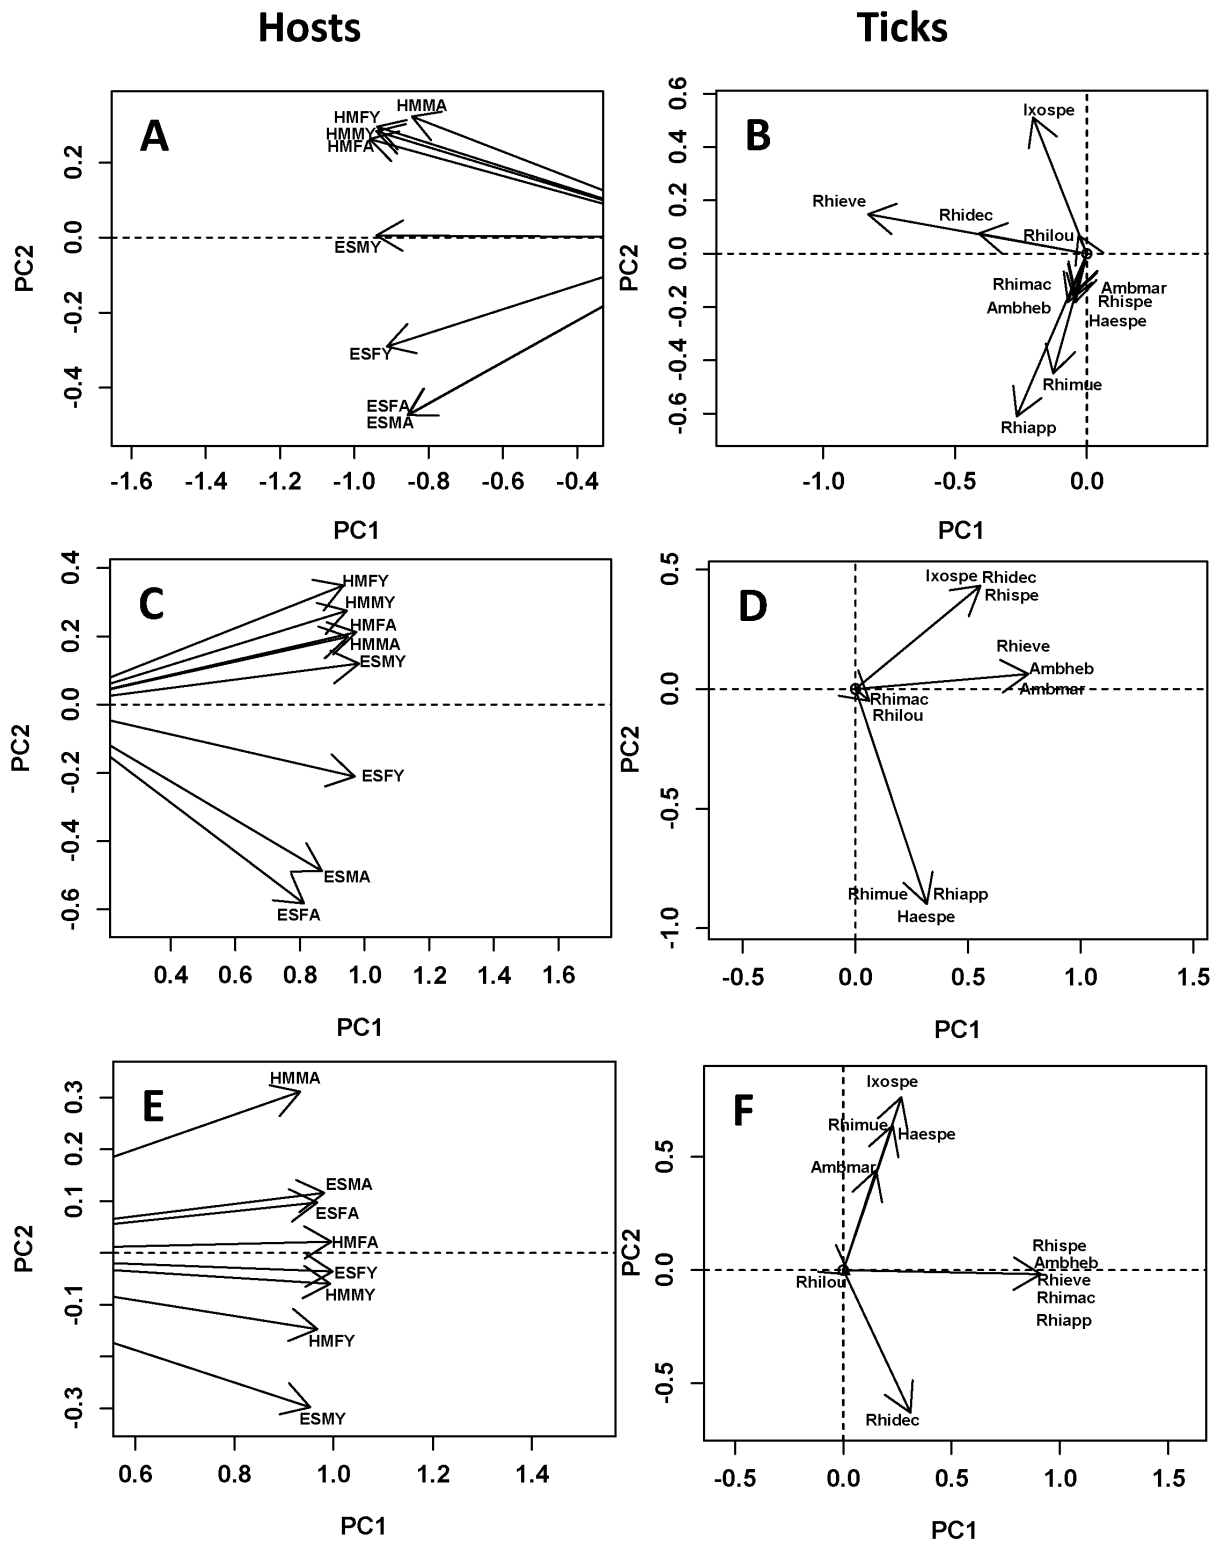 Hosts
Ticks
A
HMMA
HMFY
HMMY
HMFA
ESMY
ESFY
ESFA
ESMA
0.2
0.0
-0.2
-0.4
PC2
-1.6 -1.4 -1.2 -1.0 -0.8 -0.6 -0.4
PC1
B
Ixospe
Rhieve
Rhidec
Rhilou
Rhimac
Ambheb
Ambmar
Rhispe
Haespe
Rhimue
Rhiapp
0.6
0.4
0.2
0.0
-0.2
-0.4
-0.6
PC2
-1.0 -0.5 0.0
PC1
C
HMFY
HMMY
HMFA
HMMA
ESMY
ESFY
ESMA
ESFA
0.4
0.2
0.0
-0.2
-0.4
-0.6
PC2
0.4 0.6 0.8 1.0 1.2 1.4 1.6
PC1
D
Ixospe Rhidec
Rhispe
Rhieve
Ambheb
Ambmar
Rhimac
Rhilou
Rhimue Rhiapp
Haespe
0.5
0.0
-0.5
-1.0
PC2
-0.5 0.0 0.5 1.0 1.5
PC1
E
HMMA
ESMA
ESFA
HMFA
ESFY
HMMY
HMFY
ESMY
0.3
0.2
0.1
-0.1
-0.3
PC2
0.6 0.8 1.0 1.2 1.4
PC1
F
Ixospe
Rhimue
Haespe
Ambmar
Rhispe
Ambheb
Rhieve
Rhimac
Rhiapp
Rhilou
Rhidec
0.5
0.0
-0.5
PC2
-0.5 0.0 0.5 1.0 1.5
PC1